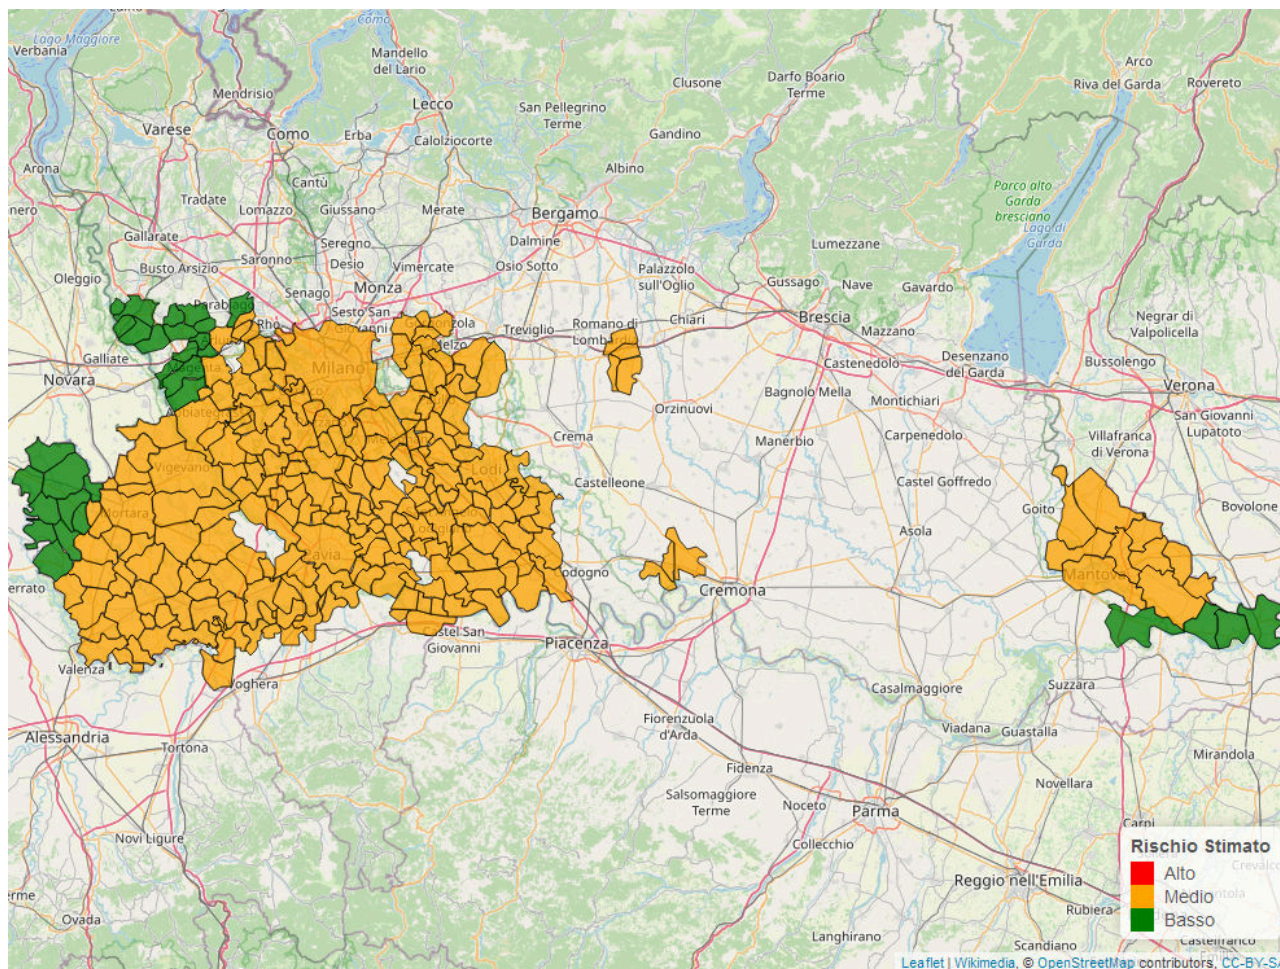 Lago Maggiore
Verbania
Como
Mandello
del Lario
Clusone
Darfo Boario
Terme
Arco
Riva del Garda
Rovereto
Mendrisio
Lecco
San Pellegrino
Terme
Varese
Como
Erba
Calolziocorte
Gandino
Arona
Albino
Cantù
Parco alto
Garda
bresciano
Lago di
Garda
Tradate
Lomazzo
Giussano
Merate
Bergamo
Gallarate
Seregno
Desio
Dalmine
Lumezzane
Oleggio
Busto Arsizio
Saronno
Vimercate
Osio Sotto
Palazzolo
sull'Oglio
Gussago
Nave
Gavardo
Senago
Monza
Parabiago
Sesto San
Giovanni
Rho
Treviglio
Romano di
Chiari
Brescia
Mazzano
Negrar di
Valpolicella
Galliate
Novara
Magenta
Milano
Castenedolo
Desenzano
del Garda
Bussolengo
Verona
Bagnolo Mella
Montichiari
Orzinuovi
San Giovanni
Lupatoto
Crema
Manerbio
Carpenedolo
Villafranca
di Verona
Vigevano
Lodi
Castelleone
Castel Goffredo
Goito
Bovolone
Mortara
Asola
Pavia
Mantova
Cremona
Castel San
Giovanni
Piacenza
Valenza
Voghera
Casalmaggiore
Suzzara
Alessandria
Tortona
Fiorenzuola
d'Arda
Viadana
Guastalla
Mirandola
Fidenza
Novellara
Salsomaggiore
Terme
Noceto
Parma
Carpi
Novi Ligure
Collecchio
Rischio Stimato
Alto
Medio
Basso
Reggio nell'Emilia
Rubiera
Ovada
Langhirano
Scandiano
Castelfranco
Leaflet | Wikimedia, © OpenStreetMap contributors, CC-BY-SA